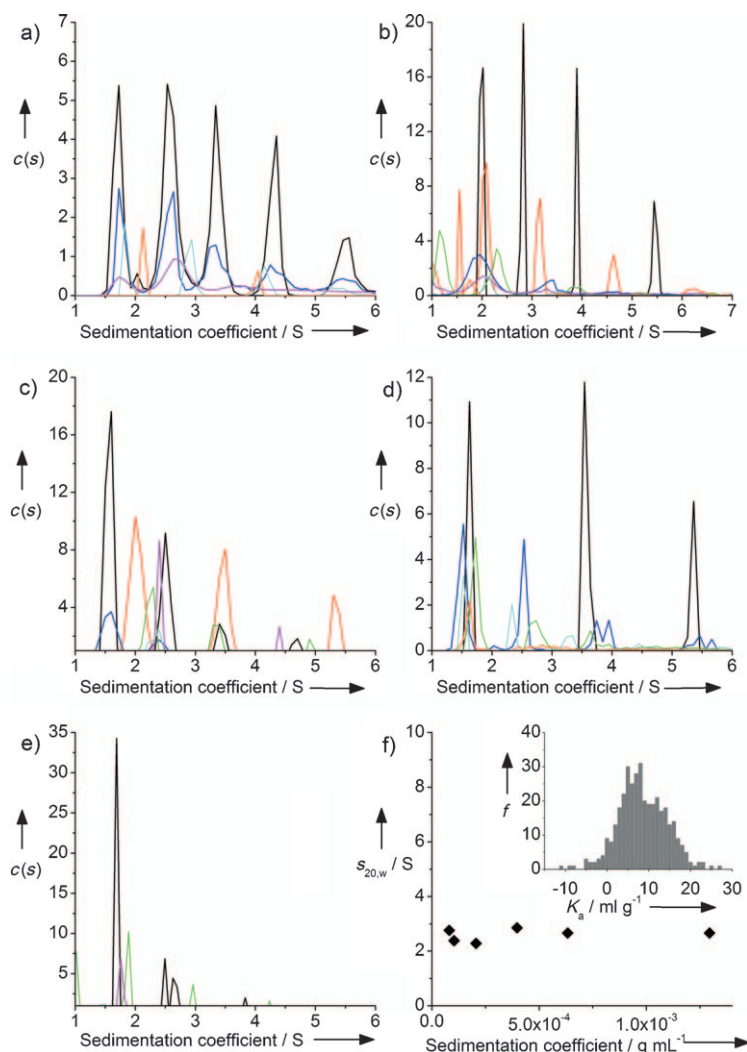 a)
7
6
5
4
3
2
1
0
c(s)
1 2 3 4 5 6
Sedimentation coefficient / S
b)
20
16
12
8
4
0
c(s)
1 2 3 4 5 6 7
Sedimentation coefficient / S
c)
20
16
12
8
4
c(s)
1 2 3 4 5 6
Sedimentation coefficient / S
d)
12
10
8
6
4
2
0
c(s)
1 2 3 4 5 6
Sedimentation coefficient / S
e)
35
30
25
20
15
10
5
c(s)
1 2 3 4 5 6
Sedimentation coefficient / S
f)
10
8
6
4
2
0
s20,w / S
0.0 5.0x10-4 1.0x10-3
Sedimentation coefficient / g mL-1
40
30
20
10
0
f
-10 0 10 20 30
Ka / ml g-1